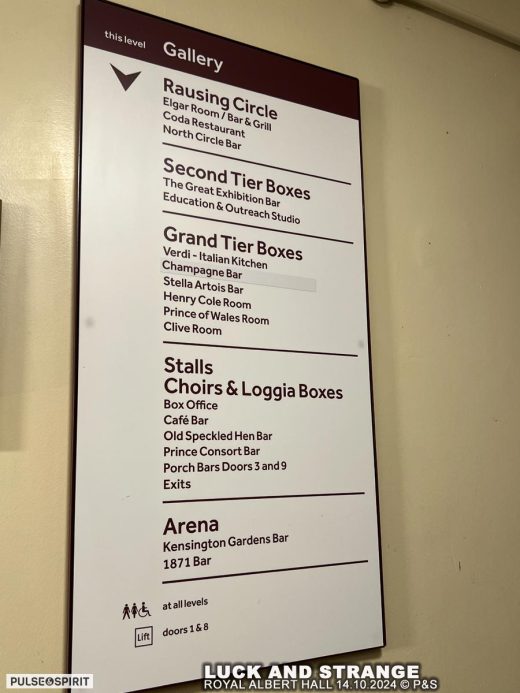 this level Gallery
Rausing Circle
Elgar Room / Bar & Grill
Coda Restaurant
North Circle Bar
Second Tier Boxes
The Great Exhibition Bar
Education & Outreach Studio
Grand Tier Boxes
Verdi - Italian Kitchen
Champagne Bar
Stella Artois Bar
Henry Cole Room
Prince of Wales Room
Clive Room
Stalls
Choirs & Loggia Boxes
Box Office
Café Bar
Old Speckled Hen Bar
Prince Consort Bar
Porch Bars Doors 3 and 9
Exits
Arena
Kensington Gardens Bar
1871 Bar
at all levels
Lift doors 1 & 8
PULSE & SPIRIT
LUCK AND STRANGE
ROYAL ALBERT HALL 14.10.2024 © P&S